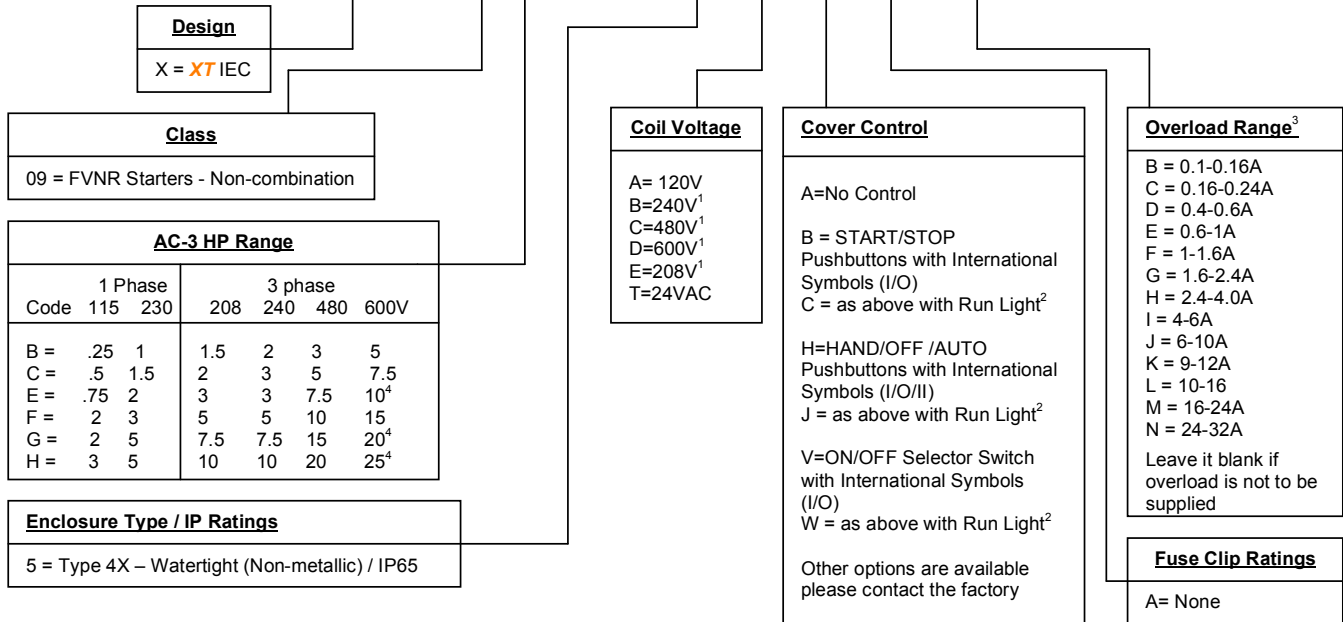 Design
X = XT IEC
Class
09 = FVNR Starters - Non-combination
AC-3 HP Range
1 Phase 3 phase
Code 115 230 208 240 480 600V
B = .25 1 1.5 2 3 5
C = .5 1.5 2 3 5 7.5
E = .75 2 3 3 7.5 10⁴
F = 2 3 5 5 10 15
G = 2 5 7.5 7.5 15 20⁴
H = 3 5 10 10 20 25⁴
Enclosure Type / IP Ratings
5 = Type 4X – Watertight (Non-metallic) / IP65
Coil Voltage
A= 120V
B=240V¹
C=480V¹
D=600V¹
E=208V¹
T=24VAC
Cover Control
A=No Control
B = START/STOP
Pushbuttons with International
Symbols (I/O)
C = as above with Run Light²
H=HAND/OFF /AUTO
Pushbuttons with International
Symbols (I/O/II)
J = as above with Run Light²
V=ON/OFF Selector Switch
with International Symbols
(I/O)
W = as above with Run Light²
Other options are available
please contact the factory
Overload Range³
B = 0.1-0.16A
C = 0.16-0.24A
D = 0.4-0.6A
E = 0.6-1A
F = 1-1.6A
G = 1.6-2.4A
H = 2.4-4.0A
I = 4-6A
J = 6-10A
K = 9-12A
L = 10-16
M = 16-24A
N = 24-32A
Leave it blank if
overload is not to be
supplied
Fuse Clip Ratings
A= None